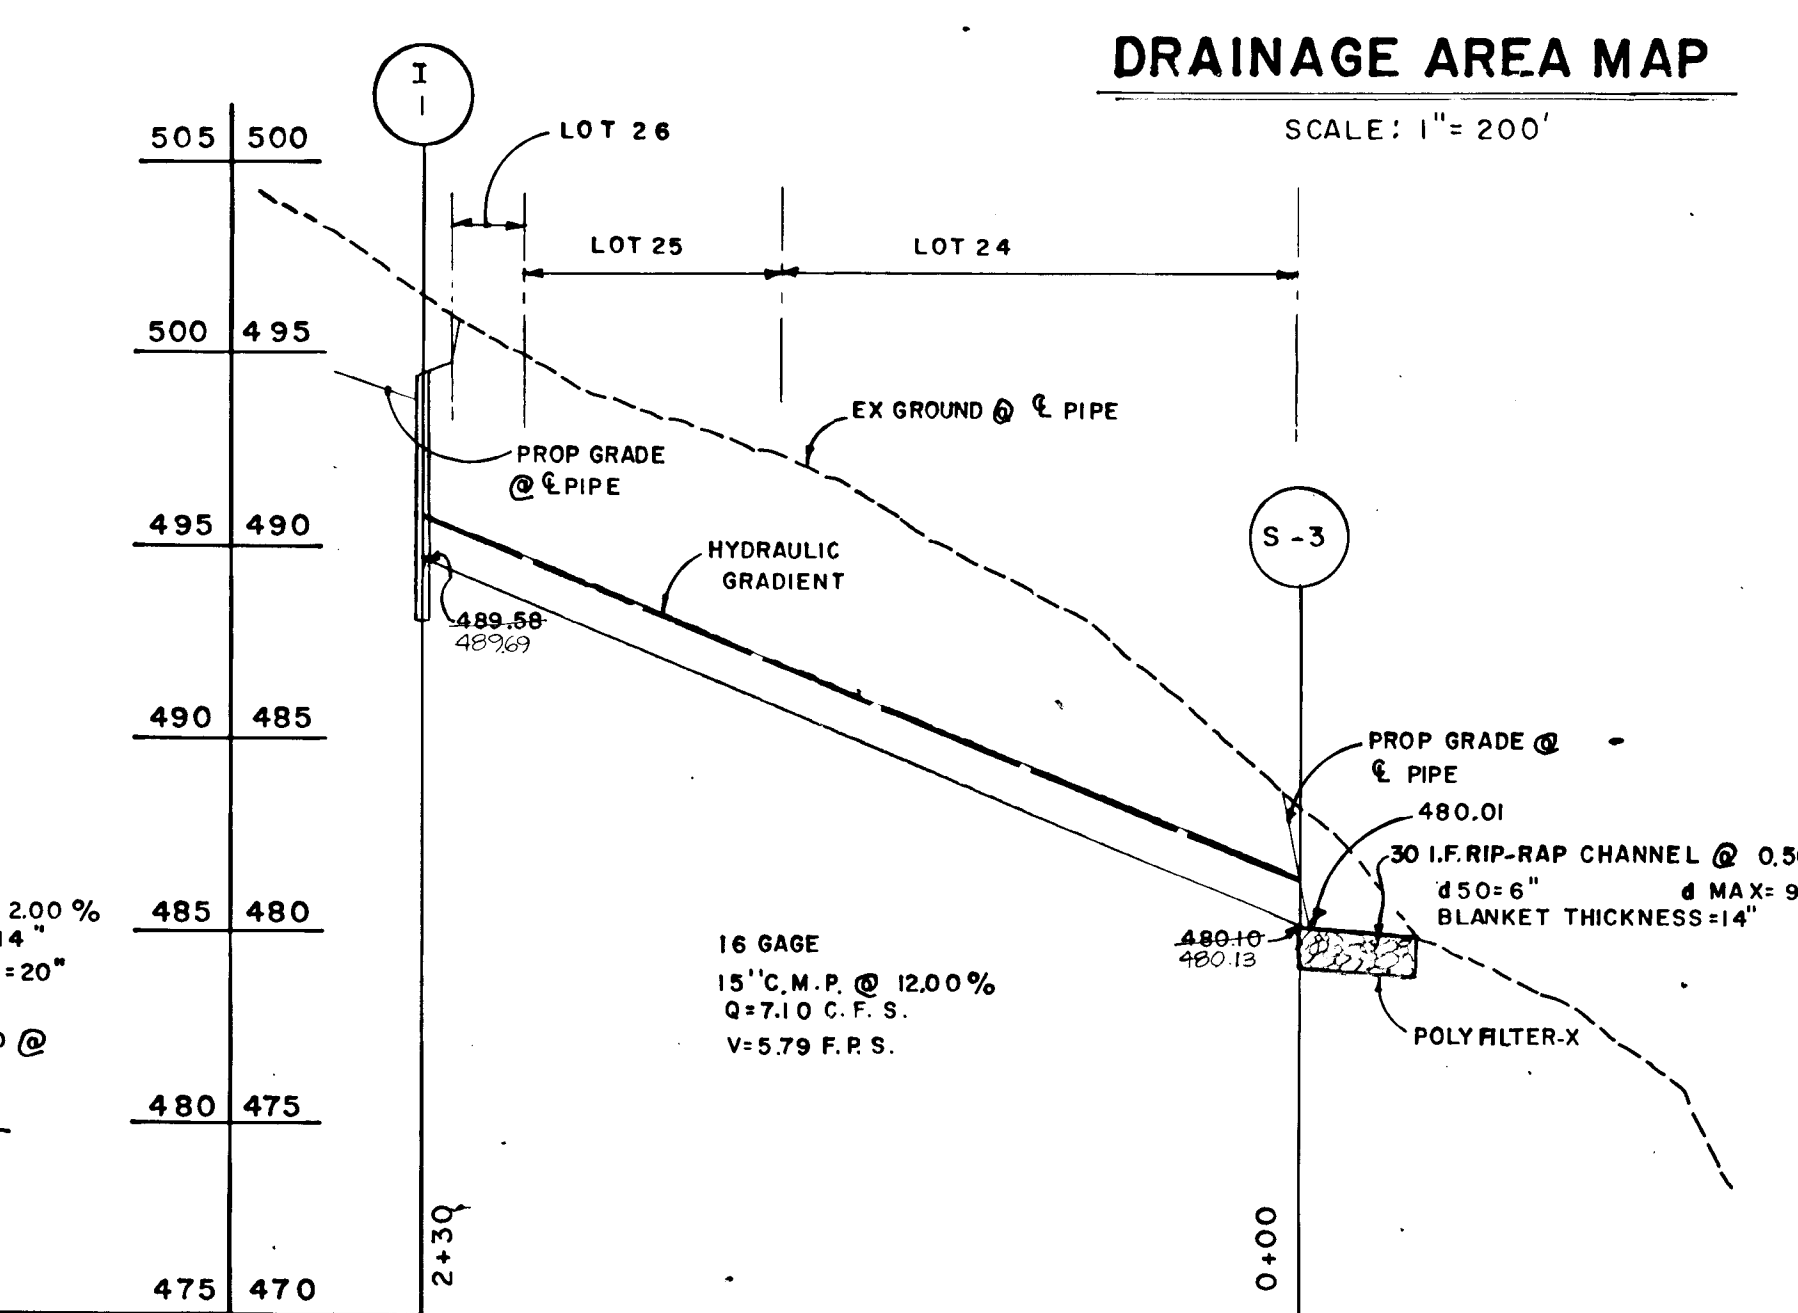 DRAINAGE AREA MAP
SCALE: 1"= 200'
I
1
505 500
LOT 26
LOT 25
LOT 24
500 495
EX GROUND @ ℄ PIPE
PROP GRADE
@ ℄ PIPE
495 490
S-3
HYDRAULIC
GRADIENT
489.58
489.69
490 485
PROP GRADE @
℄ PIPE
480.01
30 L.F. RIP-RAP CHANNEL @ 0.5
d50=6" d MAX= 9
BLANKET THICKNESS=14"
2.00 %
14 "
=20"
@
485 480
16 GAGE
15" C.M.P. @ 12.00 %
Q=7.10 C.F.S.
V=5.79 F.P.S.
480.10
480.13
POLY FILTER-X
480 475
2+30
0+00
475 470